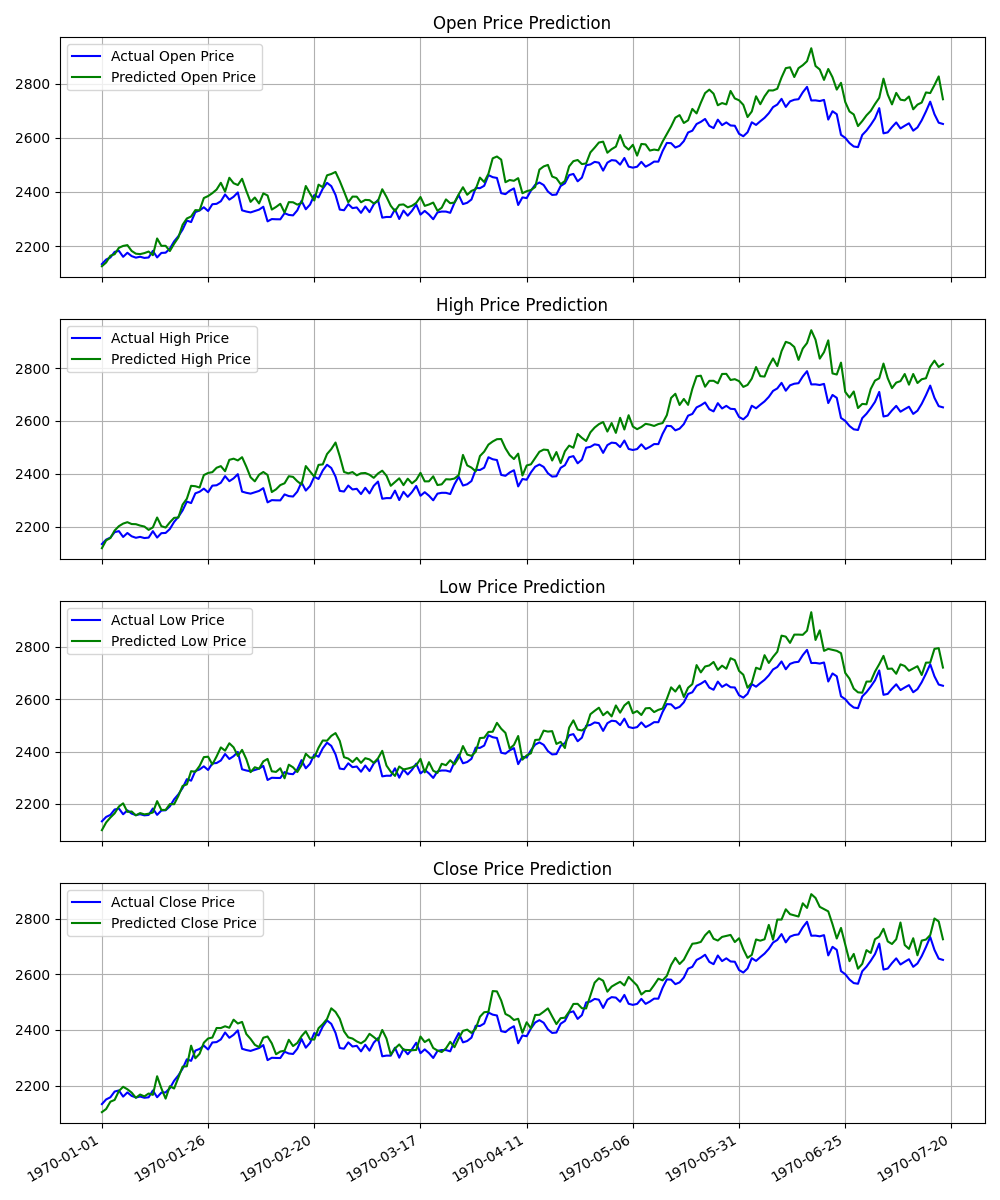 Open Price Prediction
Actual Open Price
Predicted Open Price
2800
2600
2400
2200
High Price Prediction
Actual High Price
Predicted High Price
2800
2600
2400
2200
Low Price Prediction
Actual Low Price
Predicted Low Price
2800
2600
2400
2200
Close Price Prediction
Actual Close Price
Predicted Close Price
2800
2600
2400
2200
1970-01-01 1970-01-26 1970-02-20 1970-03-17 1970-04-11 1970-05-06 1970-05-31 1970-06-25 1970-07-20